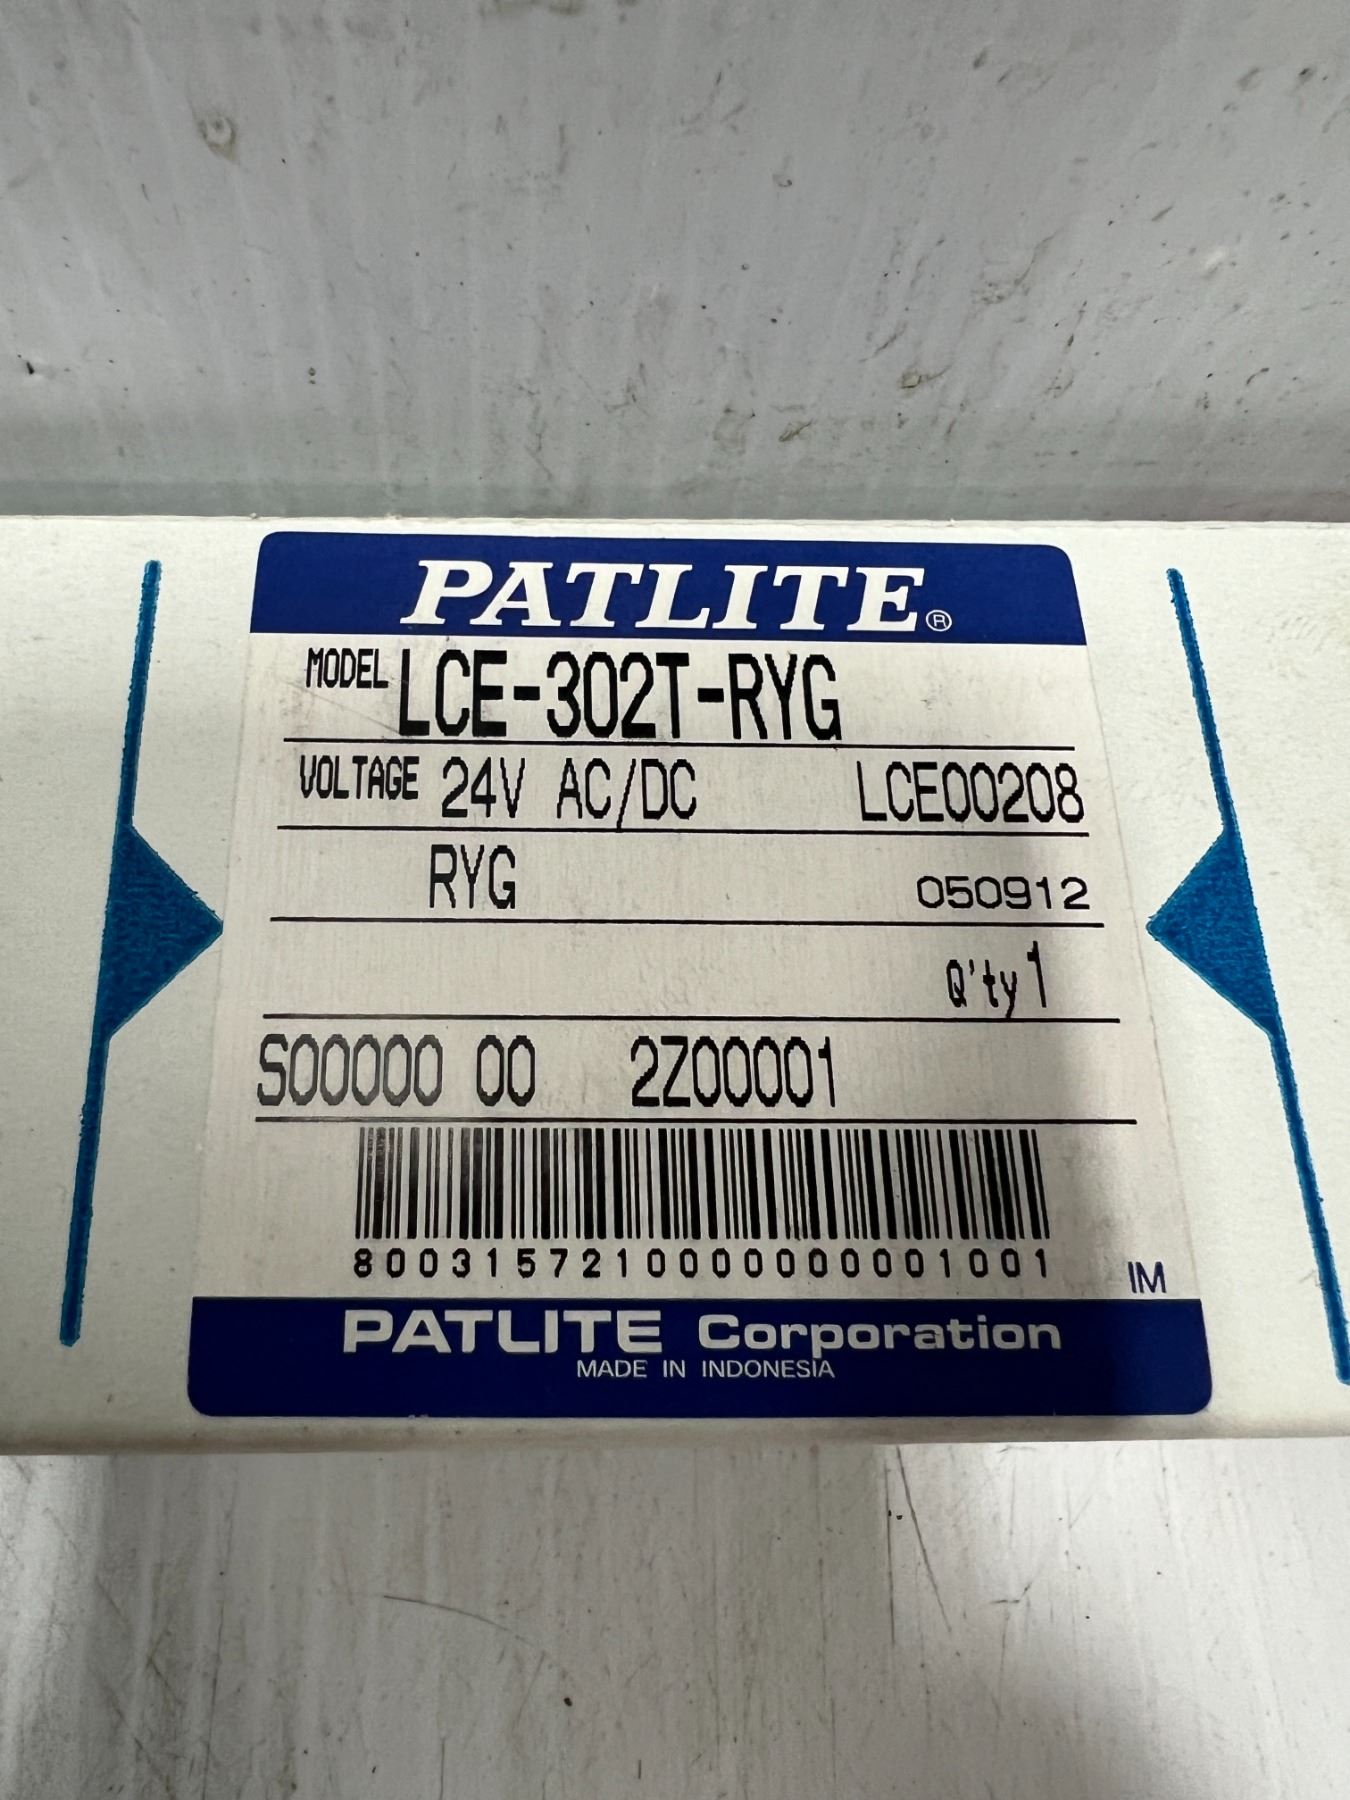 PATLITE®
MODEL LCE-302T-RYG
VOLTAGE 24V AC/DC LCE00208
RYG 050912
Q'ty 1
S00000 00 2Z00001
80031572100000000001001
IM
PATLITE Corporation
MADE IN INDONESIA